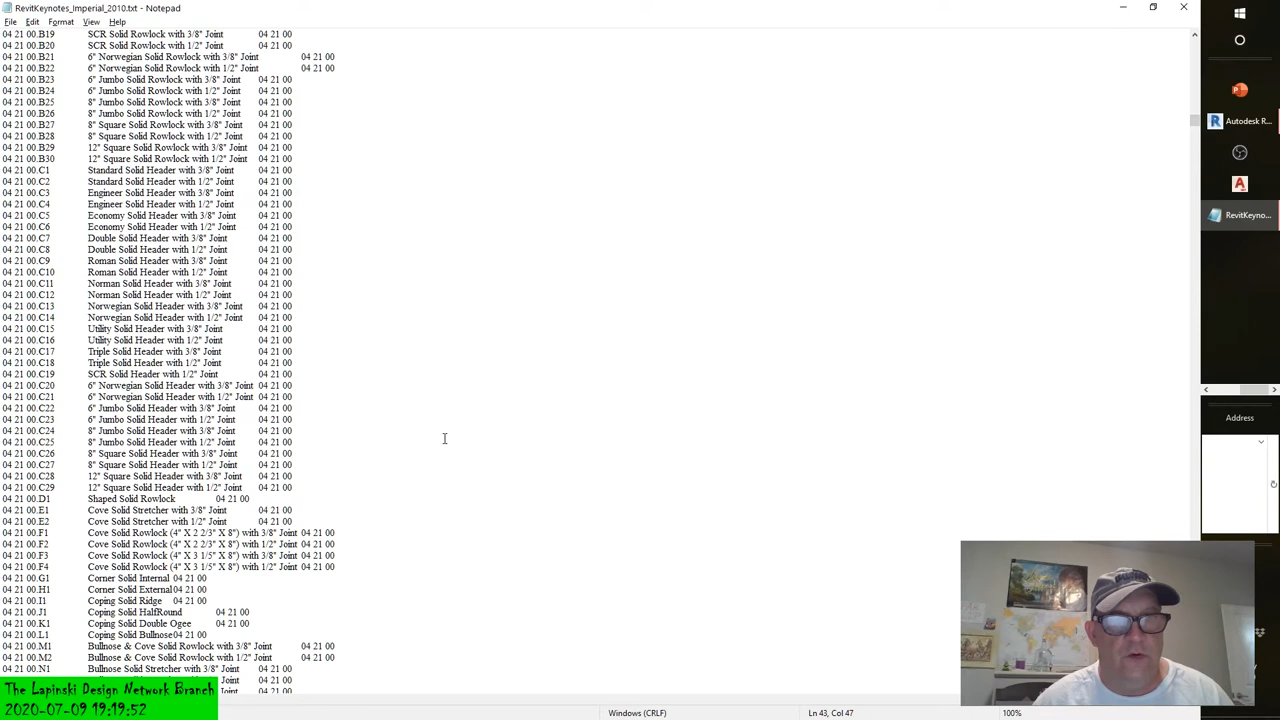 RevitKeynotes_Imperial_2010.txt - Notepad
File Edit Format View Help
04 21 00.B19 SCR Solid Rowlock with 3/8" Joint 04 21 00
04 21 00.B20 SCR Solid Rowlock with 1/2" Joint 04 21 00
04 21 00.B21 6" Norwegian Solid Rowlock with 3/8" Joint 04 21 00
04 21 00.B22 6" Norwegian Solid Rowlock with 1/2" Joint 04 21 00
04 21 00.B23 6" Jumbo Solid Rowlock with 3/8" Joint 04 21 00
04 21 00.B24 6" Jumbo Solid Rowlock with 1/2" Joint 04 21 00
04 21 00.B25 8" Jumbo Solid Rowlock with 3/8" Joint 04 21 00
04 21 00.B26 8" Jumbo Solid Rowlock with 1/2" Joint 04 21 00
04 21 00.B27 8" Square Solid Rowlock with 3/8" Joint 04 21 00
04 21 00.B28 8" Square Solid Rowlock with 1/2" Joint 04 21 00
04 21 00.B29 12" Square Solid Rowlock with 3/8" Joint 04 21 00
04 21 00.B30 12" Square Solid Rowlock with 1/2" Joint 04 21 00
04 21 00.C1 Standard Solid Header with 3/8" Joint 04 21 00
04 21 00.C2 Standard Solid Header with 1/2" Joint 04 21 00
04 21 00.C3 Engineer Solid Header with 3/8" Joint 04 21 00
04 21 00.C4 Engineer Solid Header with 1/2" Joint 04 21 00
04 21 00.C5 Economy Solid Header with 3/8" Joint 04 21 00
04 21 00.C6 Economy Solid Header with 1/2" Joint 04 21 00
04 21 00.C7 Double Solid Header with 3/8" Joint 04 21 00
04 21 00.C8 Double Solid Header with 1/2" Joint 04 21 00
04 21 00.C9 Roman Solid Header with 3/8" Joint 04 21 00
04 21 00.C10 Roman Solid Header with 1/2" Joint 04 21 00
04 21 00.C11 Norman Solid Header with 3/8" Joint 04 21 00
04 21 00.C12 Norman Solid Header with 1/2" Joint 04 21 00
04 21 00.C13 Norwegian Solid Header with 3/8" Joint 04 21 00
04 21 00.C14 Norwegian Solid Header with 1/2" Joint 04 21 00
04 21 00.C15 Utility Solid Header with 3/8" Joint 04 21 00
04 21 00.C16 Utility Solid Header with 1/2" Joint 04 21 00
04 21 00.C17 Triple Solid Header with 3/8" Joint 04 21 00
04 21 00.C18 Triple Solid Header with 1/2" Joint 04 21 00
04 21 00.C19 SCR Solid Header with 1/2" Joint 04 21 00
04 21 00.C20 6" Norwegian Solid Header with 3/8" Joint 04 21 00
04 21 00.C21 6" Norwegian Solid Header with 1/2" Joint 04 21 00
04 21 00.C22 6" Jumbo Solid Header with 3/8" Joint 04 21 00
04 21 00.C23 6" Jumbo Solid Header with 1/2" Joint 04 21 00
04 21 00.C24 8" Jumbo Solid Header with 3/8" Joint 04 21 00
04 21 00.C25 8" Jumbo Solid Header with 1/2" Joint 04 21 00
04 21 00.C26 8" Square Solid Header with 3/8" Joint 04 21 00
04 21 00.C27 8" Square Solid Header with 1/2" Joint 04 21 00
04 21 00.C28 12" Square Solid Header with 3/8" Joint 04 21 00
04 21 00.C29 12" Square Solid Header with 1/2" Joint 04 21 00
04 21 00.D1 Shaped Solid Rowlock 04 21 00
04 21 00.E1 Cove Solid Stretcher with 3/8" Joint 04 21 00
04 21 00.E2 Cove Solid Stretcher with 1/2" Joint 04 21 00
04 21 00.F1 Cove Solid Rowlock (4" X 2 2/3" X 8") with 3/8" Joint 04 21 00
04 21 00.F2 Cove Solid Rowlock (4" X 2 2/3" X 8") with 1/2" Joint 04 21 00
04 21 00.F3 Cove Solid Rowlock (4" X 3 1/5" X 8") with 3/8" Joint 04 21 00
04 21 00.F4 Cove Solid Rowlock (4" X 3 1/5" X 8") with 1/2" Joint 04 21 00
04 21 00.G1 Corner Solid Internal 04 21 00
04 21 00.H1 Corner Solid External 04 21 00
04 21 00.I1 Coping Solid Ridge 04 21 00
04 21 00.J1 Coping Solid HalfRound 04 21 00
04 21 00.K1 Coping Solid Double Ogee 04 21 00
04 21 00.L1 Coping Solid Bullnose 04 21 00
04 21 00.M1 Bullnose & Cove Solid Rowlock with 3/8" Joint 04 21 00
04 21 00.M2 Bullnose & Cove Solid Rowlock with 1/2" Joint 04 21 00
04 21 00.N1 Bullnose Solid Stretcher with 3/8" Joint 04 21 00
Joint 04 21 00
Joint 04 21 00
Windows (CRLF) Ln 43, Col 47 100%
The Lapinski Design Network Branch
2020-07-09 19:19:52
Autodesk R...
RevitKeyno...
Address